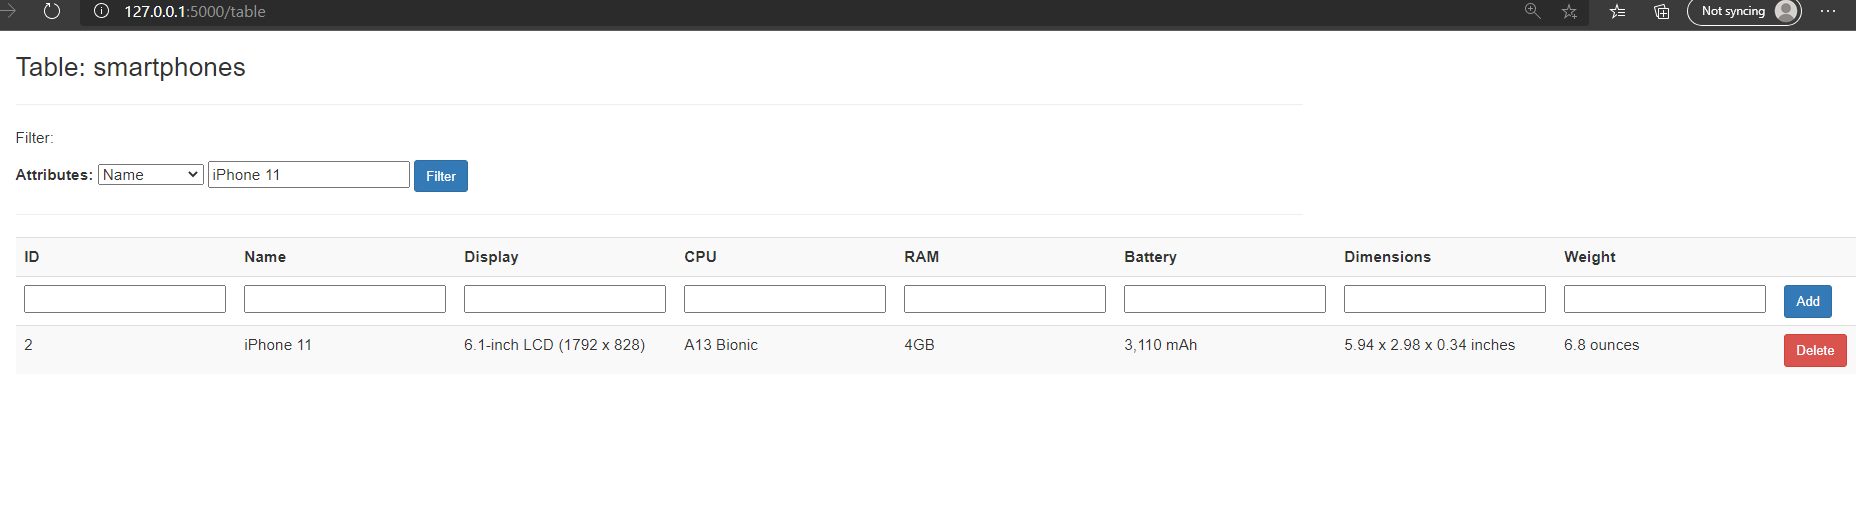 127.0.0.1:5000/table
Not syncing
Table: smartphones
Filter:
Attributes: Name iPhone 11 Filter
ID Name Display CPU RAM Battery Dimensions Weight
Add
2 iPhone 11 6.1-inch LCD (1792 x 828) A13 Bionic 4GB 3,110 mAh 5.94 x 2.98 x 0.34 inches 6.8 ounces Delete